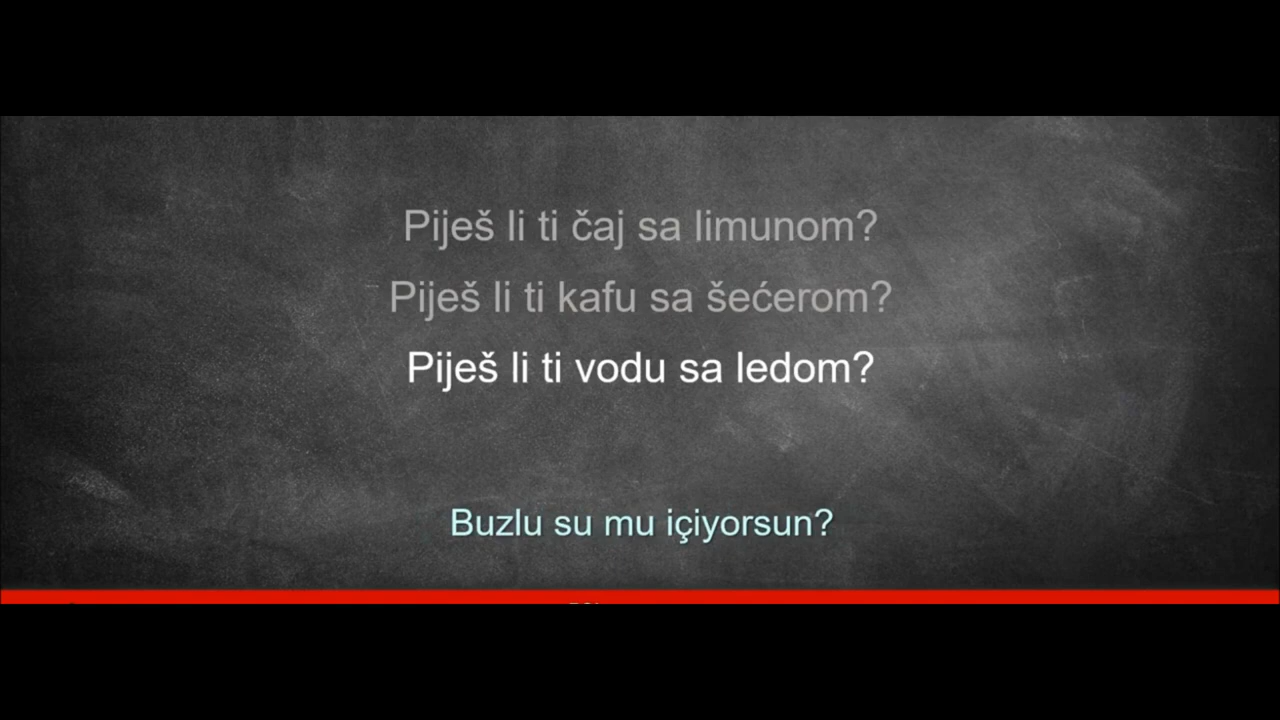 Piješ li ti čaj sa limunom?
Piješ li ti kafu sa šećerom?
Piješ li ti vodu sa ledom?
Buzlu su mu içiyorsun?